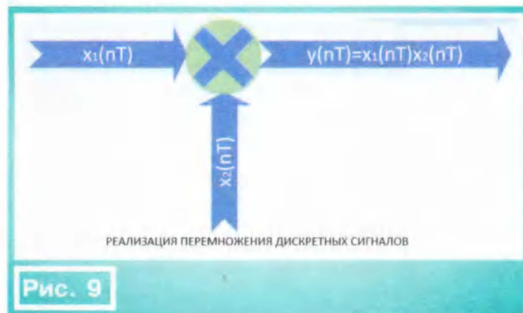 x₁(nT)
y(nT)=x₁(nT)x₂(nT)
x₂(nT)
РЕАЛИЗАЦИЯ ПЕРЕМНОЖЕНИЯ ДИСКРЕТНЫХ СИГНАЛОВ
Рис. 9